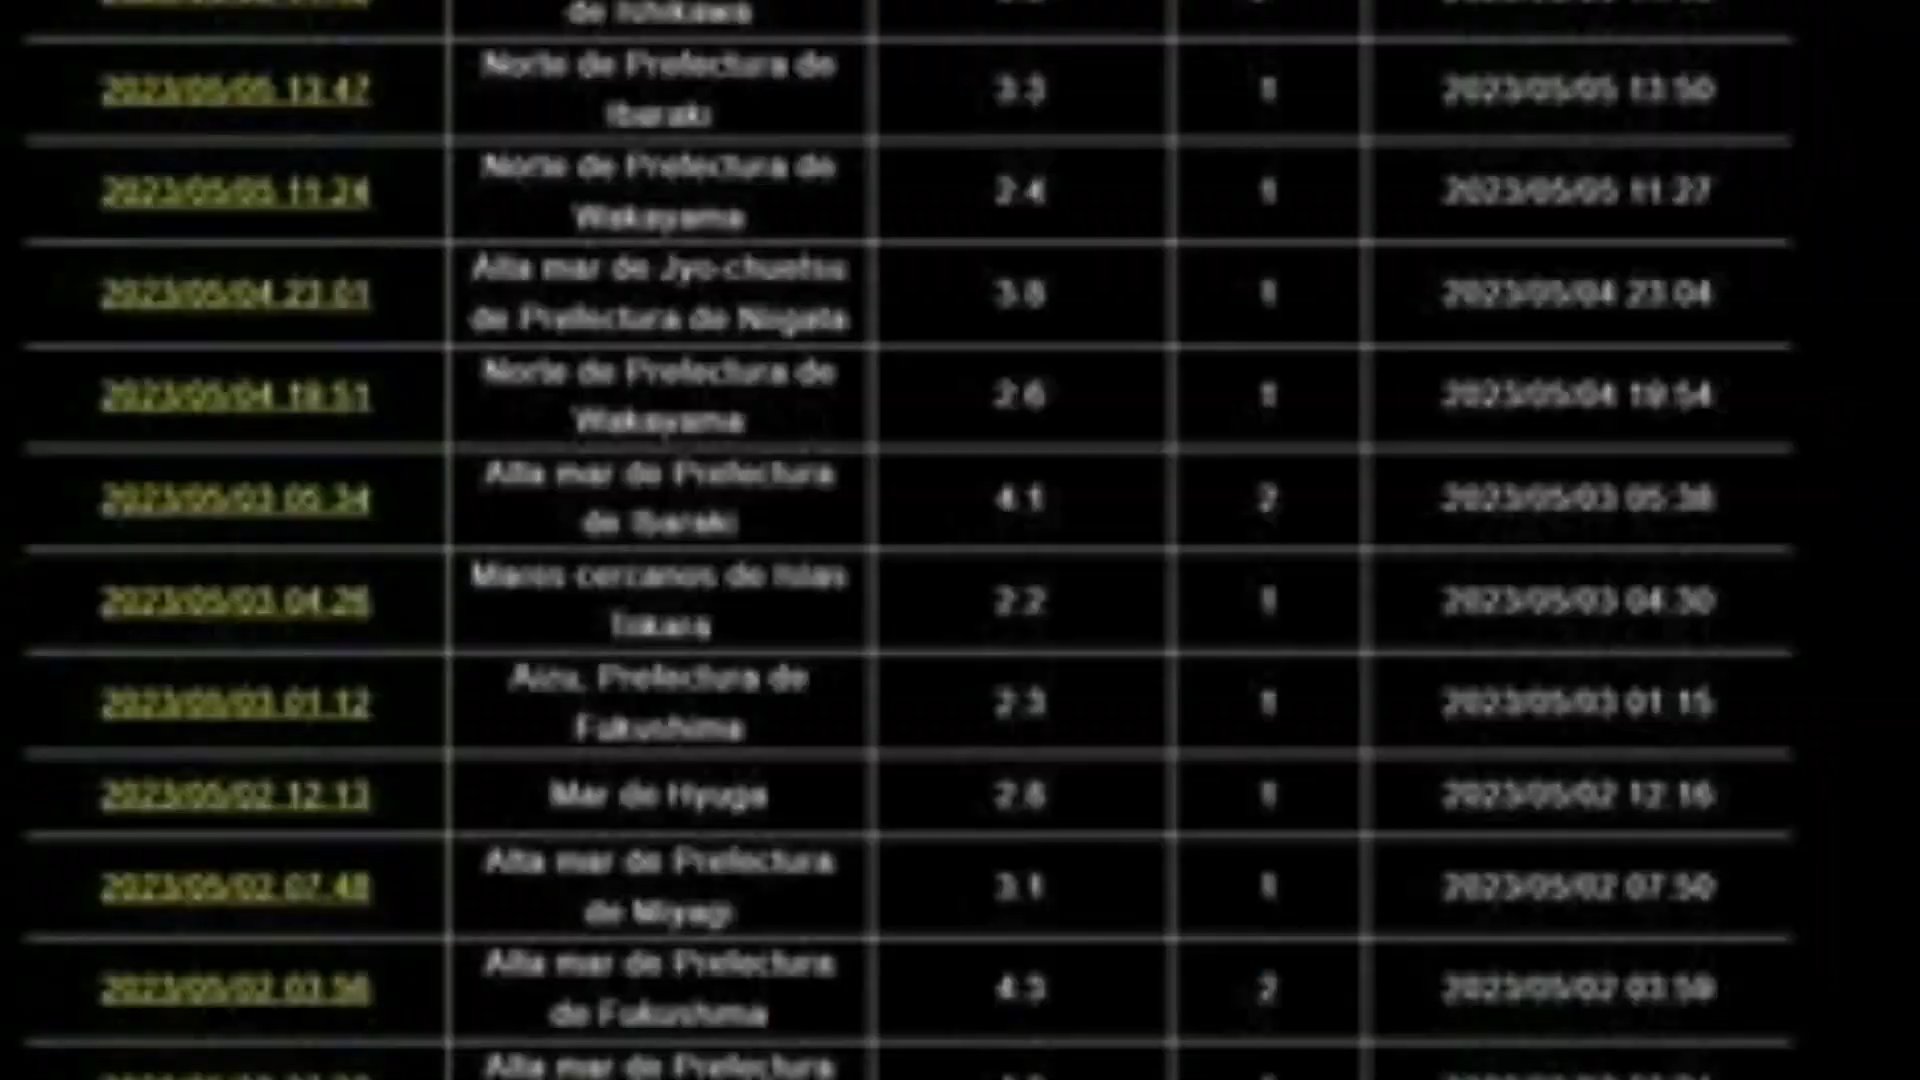 de Ishikawa
2023/05/05 13:47
Norte de Prefectura de
Ibaraki
3.3
1
2023/05/05 13:50
2023/05/05 11:24
Norte de Prefectura de
Wakayama
2.4
1
2023/05/05 11:27
2023/05/04 23:01
Alta mar de Jyo-chuetsu
de Prefectura de Niigata
3.8
1
2023/05/04 23:04
2023/05/04 19:51
Norte de Prefectura de
Wakayama
2.6
1
2023/05/04 19:54
2023/05/03 05:34
Alta mar de Prefectura
de Ibaraki
4.1
2
2023/05/03 05:38
2023/05/03 04:26
Mares cercanos de Islas
Tokara
2.2
1
2023/05/03 04:30
2023/05/03 01:12
Aizu, Prefectura de
Fukushima
2.3
1
2023/05/03 01:15
2023/05/02 12:13
Mar de Hyuga
2.8
1
2023/05/02 12:16
2023/05/02 07:48
Alta mar de Prefectura
de Miyagi
3.1
1
2023/05/02 07:50
2023/05/02 03:56
Alta mar de Prefectura
de Fukushima
4.3
2
2023/05/02 03:59
Alta mar de Prefectura